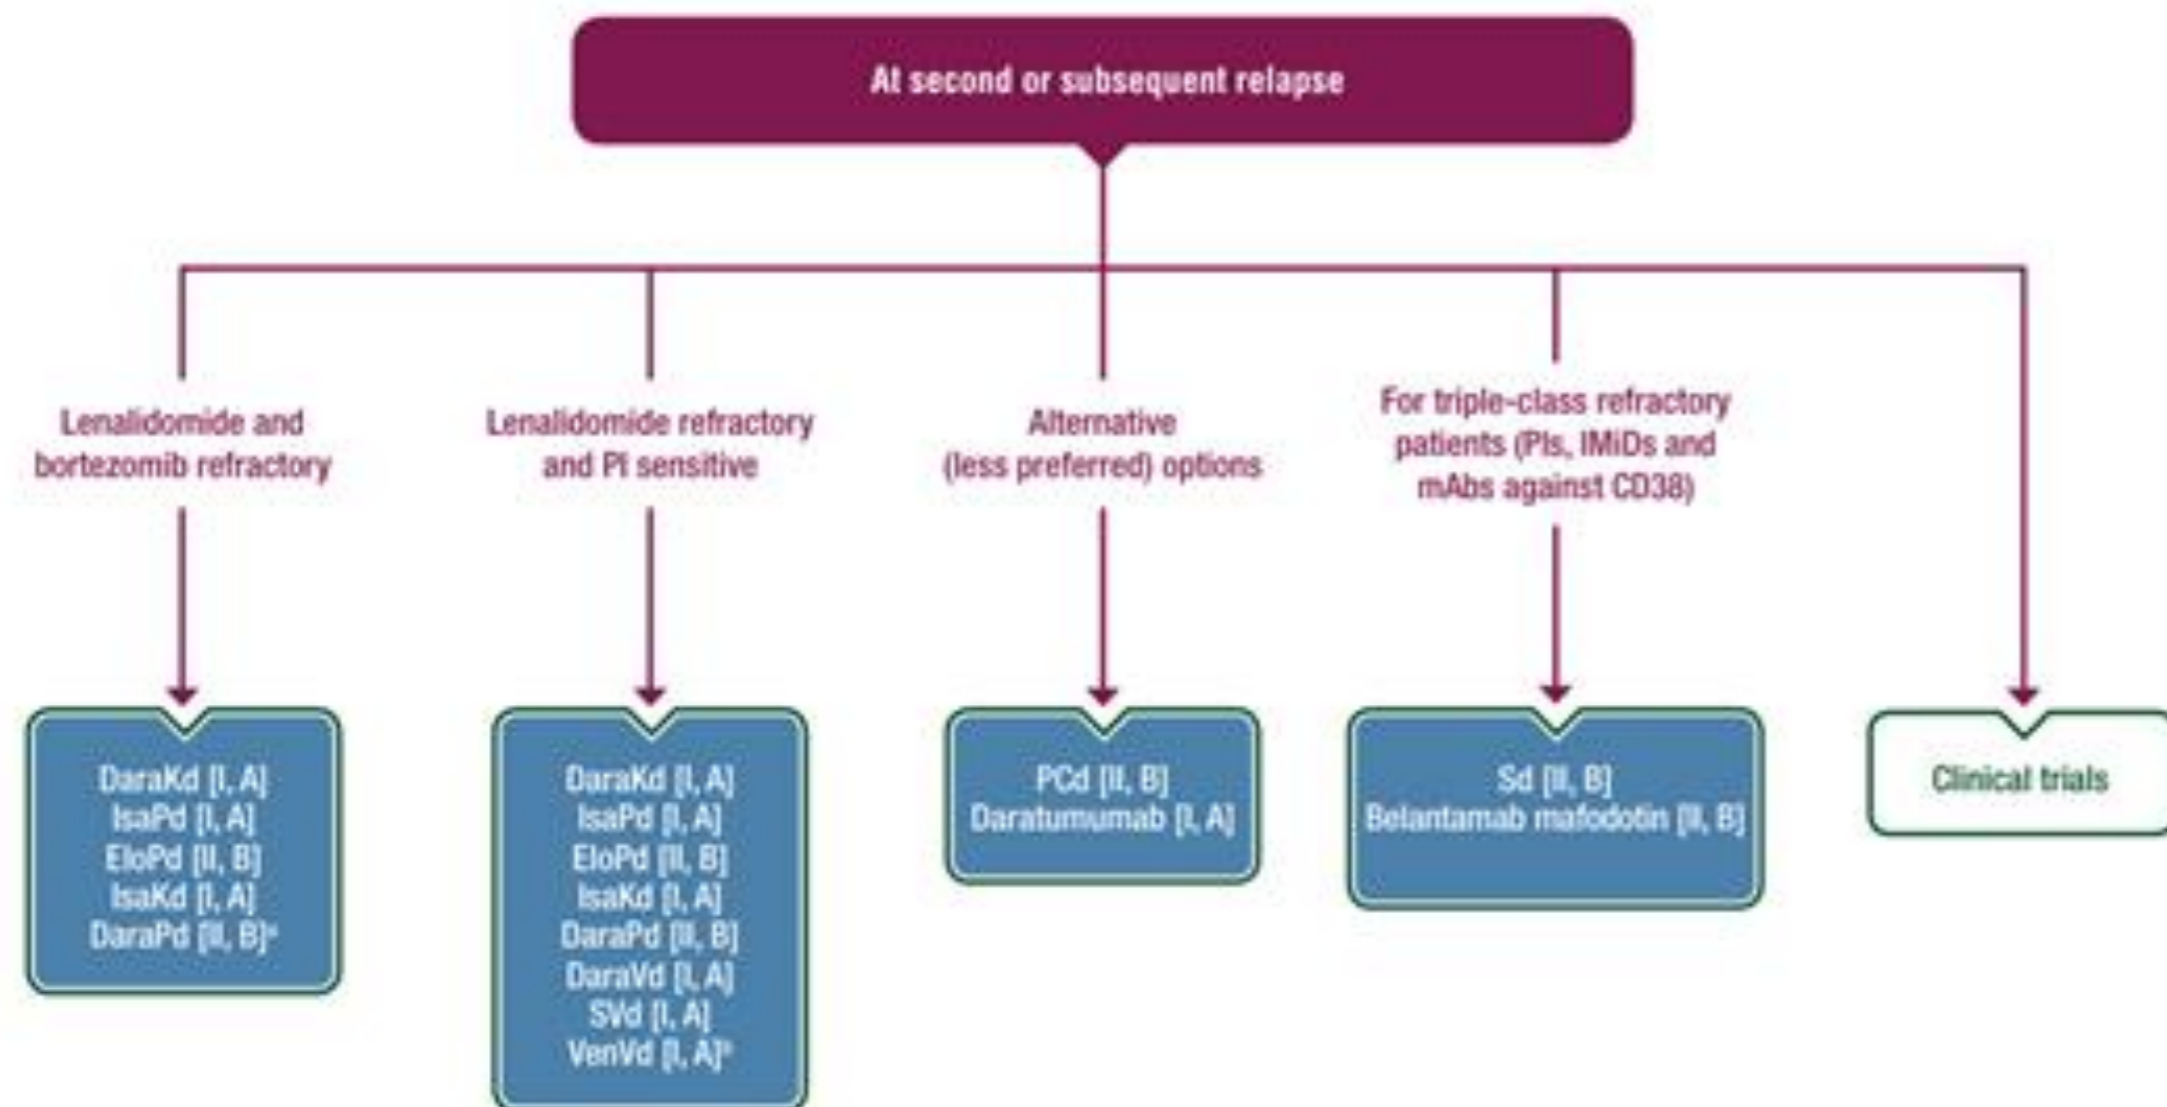 At second or subsequent relapse
Lenalidomide and
bortezomib refractory
Lenalidomide refractory
and PI sensitive
Alternative
(less preferred) options
For triple-class refractory
patients (PIs, IMiDs and
mAbs against CD38)
DaraKd [I, A]
IsaPd [I, A]
EloPd [II, B]
IsaKd [I, A]
DaraPd [II, B]ᵃ
DaraKd [I, A]
IsaPd [I, A]
EloPd [II, B]
IsaKd [I, A]
DaraPd [II, B]
DaraVd [I, A]
SVd [I, A]
VenVd [I, A]ᵇ
PCd [II, B]
Daratumumab [I, A]
Sd [II, B]
Belantamab mafodotin [II, B]
Clinical trials